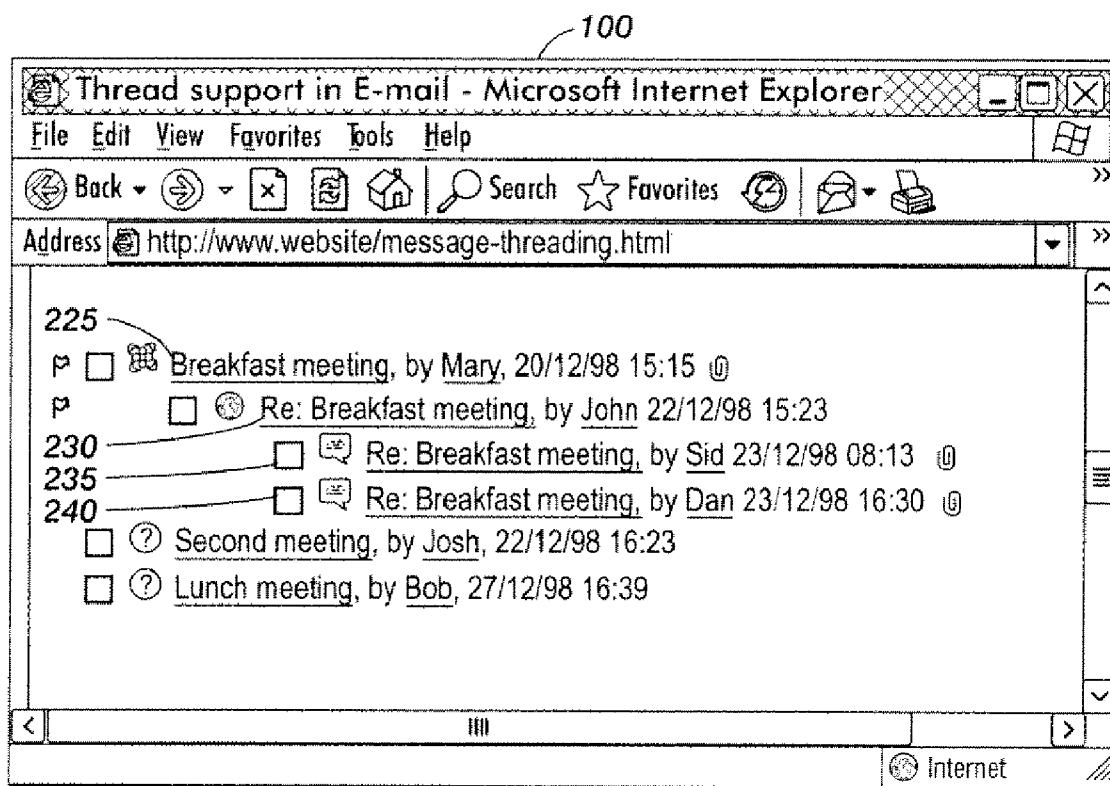 100
Thread support in E-mail - Microsoft Internet Explorer
File Edit View Favorites Tools Help
Back Search Favorites »
Address http://www.website/message-threading.html »
225
Breakfast meeting, by Mary, 20/12/98 15:15
Re: Breakfast meeting, by John 22/12/98 15:23
230
Re: Breakfast meeting, by Sid 23/12/98 08:13
235
Re: Breakfast meeting, by Dan 23/12/98 16:30
240
? Second meeting, by Josh, 22/12/98 16:23
? Lunch meeting, by Bob, 27/12/98 16:39
Internet